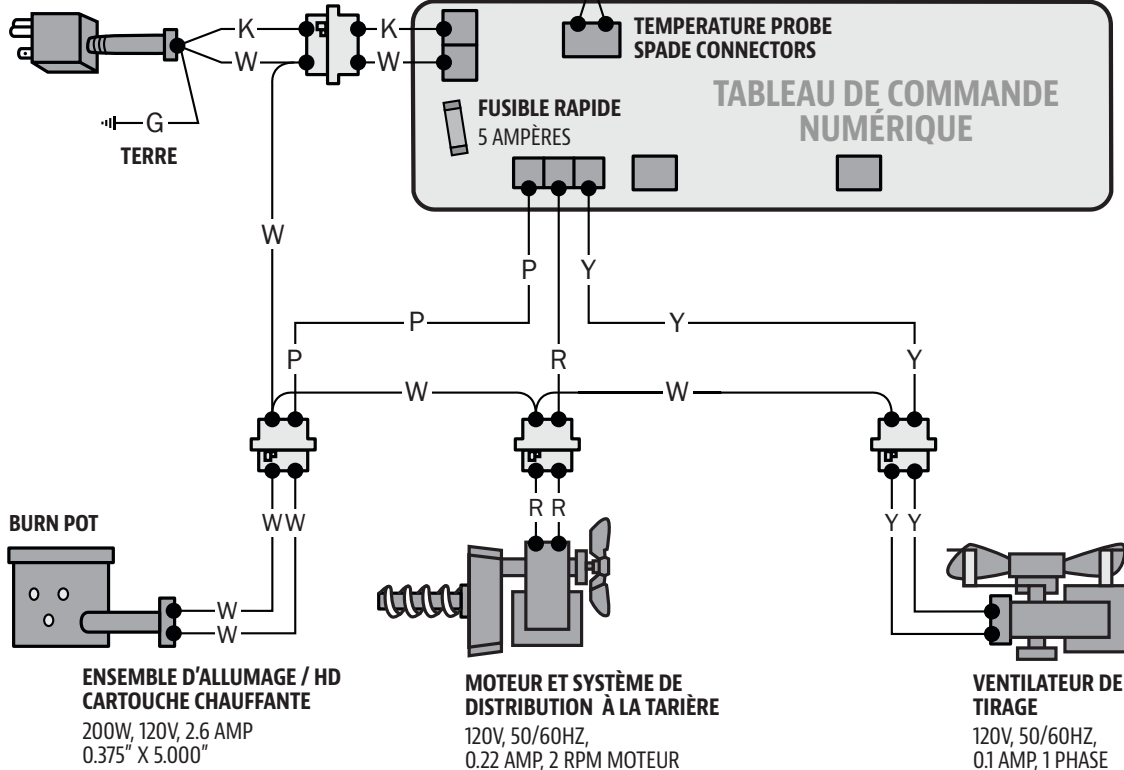 K
K
W
W
G
TERRE
TEMPERATURE PROBE
SPADE CONNECTORS
TABLEAU DE COMMANDE
NUMÉRIQUE
FUSIBLE RAPIDE
5 AMPÈRES
W
P
Y
P
Y
P
R
Y
W
W
BURN POT
WW
R R
Y Y
W
W
ENSEMBLE D'ALLUMAGE / HD
CARTOUCHE CHAUFFANTE
200W, 120V, 2.6 AMP
0.375" X 5.000"
MOTEUR ET SYSTÈME DE
DISTRIBUTION À LA TARIÈRE
120V, 50/60HZ,
0.22 AMP, 2 RPM MOTEUR
VENTILATEUR DE
TIRAGE
120V, 50/60HZ,
0.1 AMP, 1 PHASE